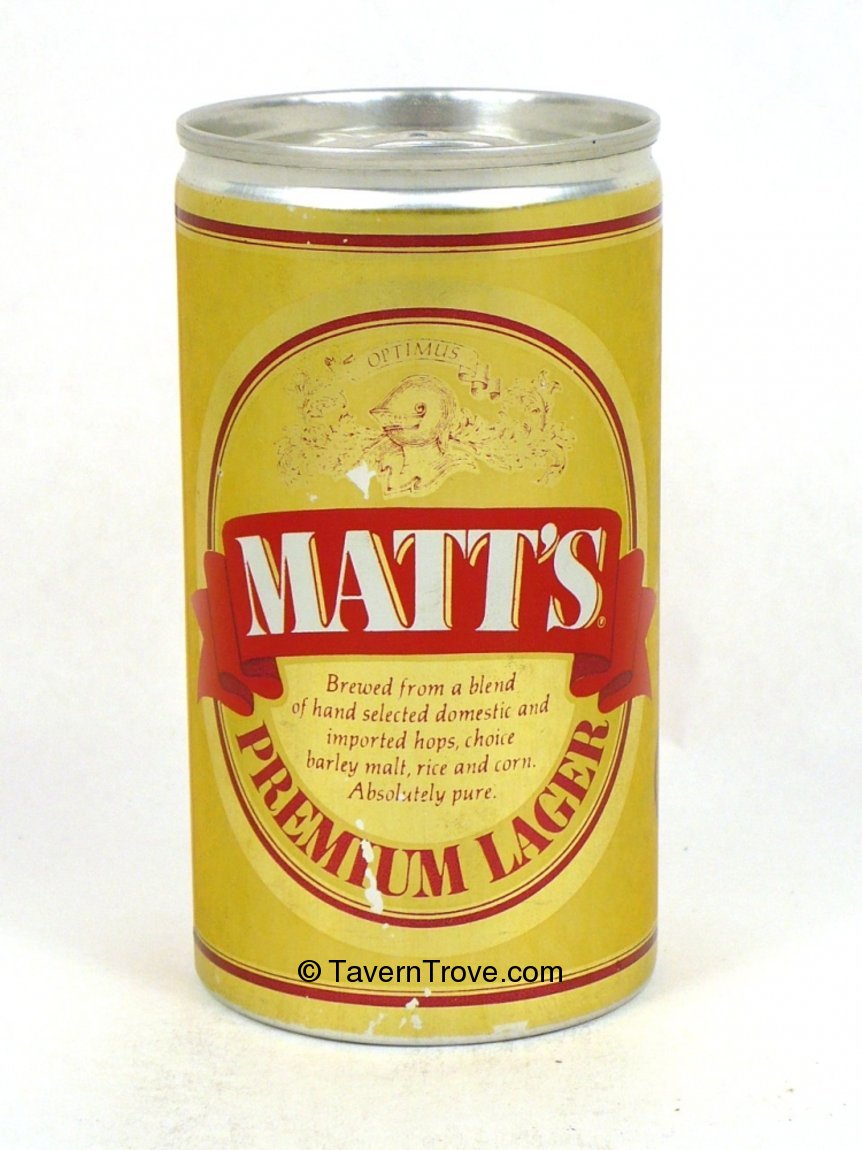 OPTIMUS
MATT'S®
Brewed from a blend
of hand selected domestic and
imported hops, choice
barley malt, rice and corn.
Absolutely pure.
PREMIUM LAGER
© TavernTrove.com